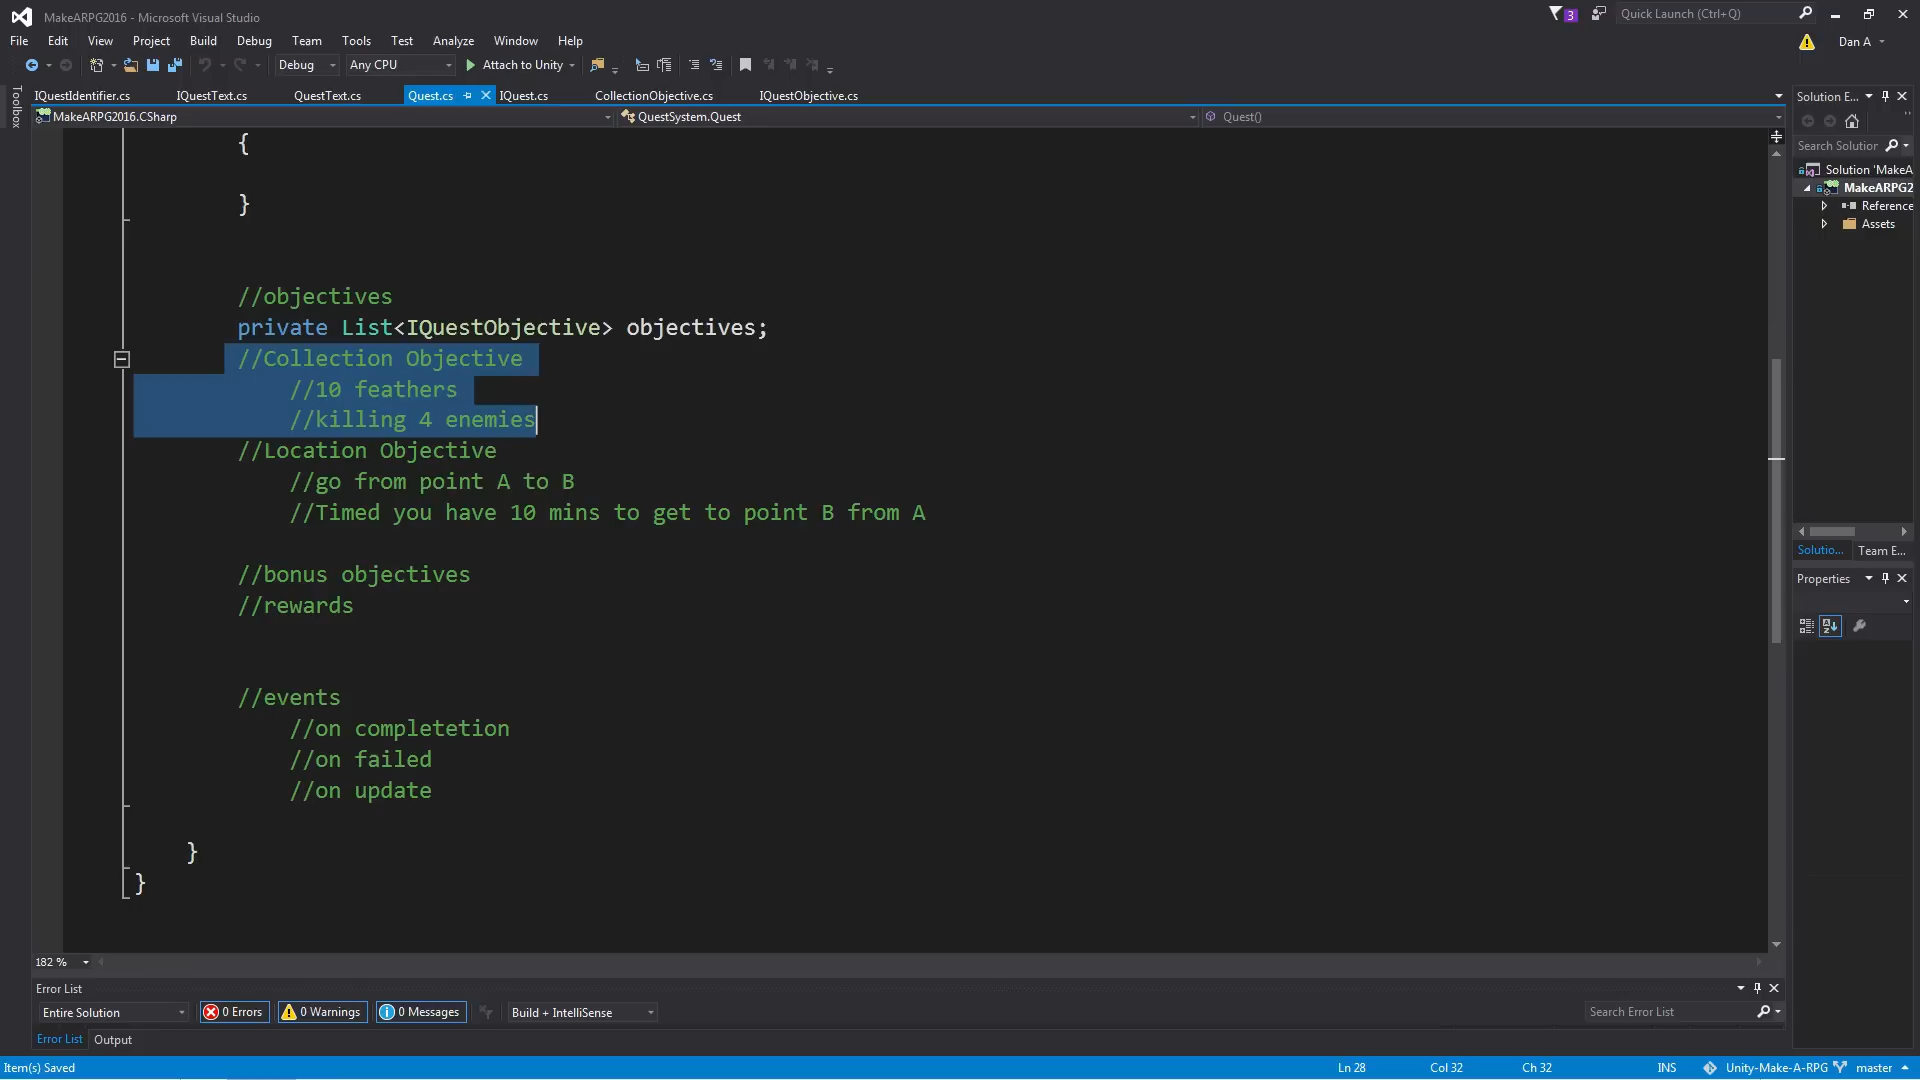 MakeARPG2016 - Microsoft Visual Studio
3
Quick Launch (Ctrl+Q)
File Edit View Project Build Debug Team Tools Test Analyze Window Help
Dan A
Debug Any CPU Attach to Unity
Toolbox
IQuestIdentifier.cs IQuestText.cs QuestText.cs Quest.cs IQuest.cs CollectionObjective.cs IQuestObjective.cs
MakeARPG2016.CSharp QuestSystem.Quest Quest()
{
}
//objectives
private List<IQuestObjective> objectives;
//Collection Objective
//10 feathers
//killing 4 enemies
//Location Objective
//go from point A to B
//Timed you have 10 mins to get to point B from A
//bonus objectives
//rewards
//events
//on completetion
//on failed
//on update
}
}
182 %
Solution E...
Search Solution
Solution 'MakeA
MakeARPG2
Reference
Assets
Solutio... Team E...
Properties
Error List
Entire Solution 0 Errors 0 Warnings 0 Messages Build + IntelliSense Search Error List
Error List Output
Item(s) Saved Ln 28 Col 32 Ch 32 INS Unity-Make-A-RPG master